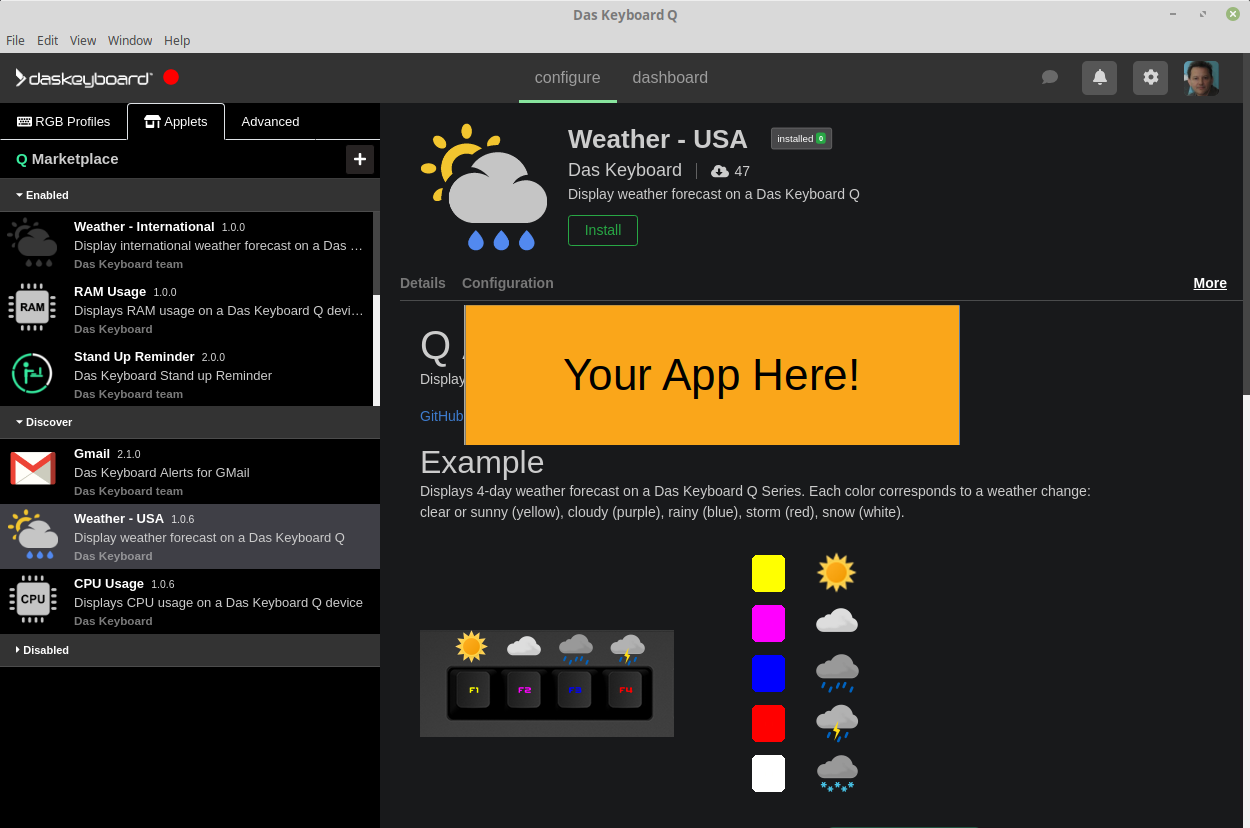 Das Keyboard Q
File Edit View Window Help
daskeyboard
configure dashboard
RGB Profiles Applets Advanced
Q Marketplace
Enabled
Weather - International 1.0.0
Display international weather forecast on a Das ...
Das Keyboard team
RAM
RAM Usage 1.0.0
Displays RAM usage on a Das Keyboard Q devi...
Das Keyboard
Stand Up Reminder 2.0.0
Das Keyboard Stand up Reminder
Das Keyboard team
Discover
Gmail 2.1.0
Das Keyboard Alerts for GMail
Das Keyboard team
Weather - USA 1.0.6
Display weather forecast on a Das Keyboard Q
Das Keyboard
CPU
CPU Usage 1.0.6
Displays CPU usage on a Das Keyboard Q device
Das Keyboard
Disabled
Weather - USA installed 0
Das Keyboard 47
Display weather forecast on a Das Keyboard Q
Install
Details Configuration More
Q
Display
GitHub
Your App Here!
Example
Displays 4-day weather forecast on a Das Keyboard Q Series. Each color corresponds to a weather change:
clear or sunny (yellow), cloudy (purple), rainy (blue), storm (red), snow (white).
F1 F2 F3 F4